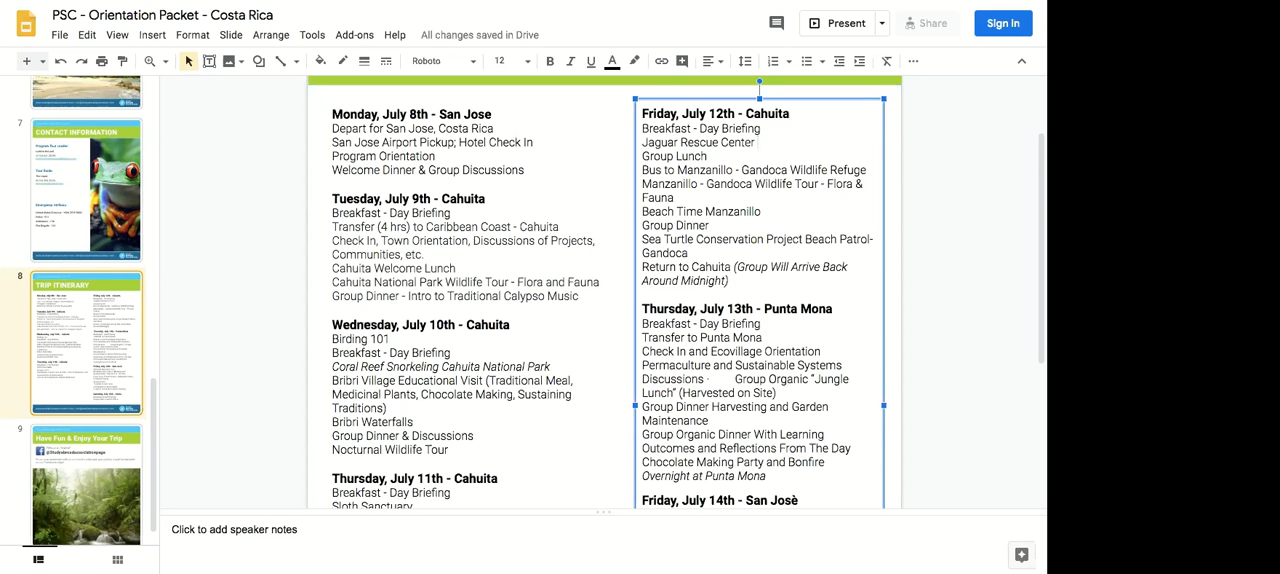 PSC - Orientation Packet - Costa Rica
File Edit View Insert Format Slide Arrange Tools Add-ons Help All changes saved in Drive
Present
Share
Sign in
Roboto
12
7
CONTACT INFORMATION
8
TRIP ITINERARY
9
Have Fun & Enjoy Your Trip
Monday, July 8th - San Jose
Depart for San Jose, Costa Rica
San Jose Airport Pickup; Hotel Check In
Program Orientation
Welcome Dinner & Group Discussions
Tuesday, July 9th - Cahuita
Breakfast - Day Briefing
Transfer (4 hrs) to Caribbean Coast - Cahuita
Check In, Town Orientation, Discussions of Projects,
Communities, etc.
Cahuita Welcome Lunch
Cahuita National Park Wildlife Tour - Flora and Fauna
Group Dinner - Intro to Traditional Calypso Music
Wednesday, July 10th - Cahuita
Birding 101
Breakfast - Day Briefing
Coral Reef Snorkeling Cahuita National Park
Bribri Village Educational Visit (Traditional Meal,
Medicinal Plants, Chocolate Making, Sustaining
Traditions)
Bribri Waterfalls
Group Dinner & Discussions
Nocturnal Wildlife Tour
Thursday, July 11th - Cahuita
Breakfast - Day Briefing
Sloth Sanctuary
Friday, July 12th - Cahuita
Breakfast - Day Briefing
Jaguar Rescue Center
Group Lunch
Bus to Manzanillo - Gandoca Wildlife Refuge
Manzanillo - Gandoca Wildlife Tour - Flora &
Fauna
Beach Time Manzanillo
Group Dinner
Sea Turtle Conservation Project Beach Patrol-
Gandoca
Return to Cahuita (Group Will Arrive Back
Around Midnight)
Thursday, July 13th - Punta Mona
Breakfast - Day Briefing
Transfer to Punta Mona
Check In and Ecovillage Orientation
Permaculture and Sustainable Systems
Discussions - Group Organic "Jungle
Lunch" (Harvested on Site)
Group Dinner Harvesting and Garden
Maintenance
Group Organic Dinner With Learning
Outcomes and Reflections From The Day
Chocolate Making Party and Bonfire
Overnight at Punta Mona
Friday, July 14th - San Josè
Click to add speaker notes